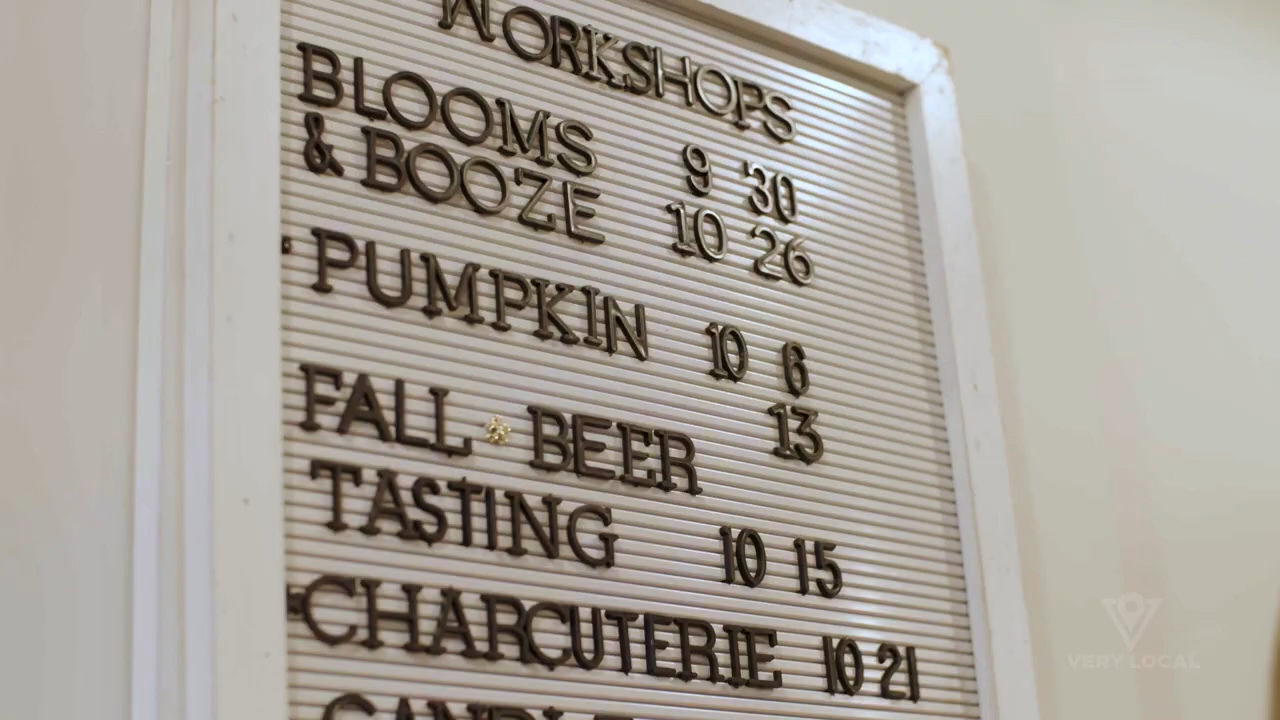 WORKSHOPS
BLOOMS 9 30
& BOOZE 10 26
PUMPKIN 10 6
13
FALL BEER
TASTING 10 15
CHARCUTERIE 10 21
VERY LOCAL